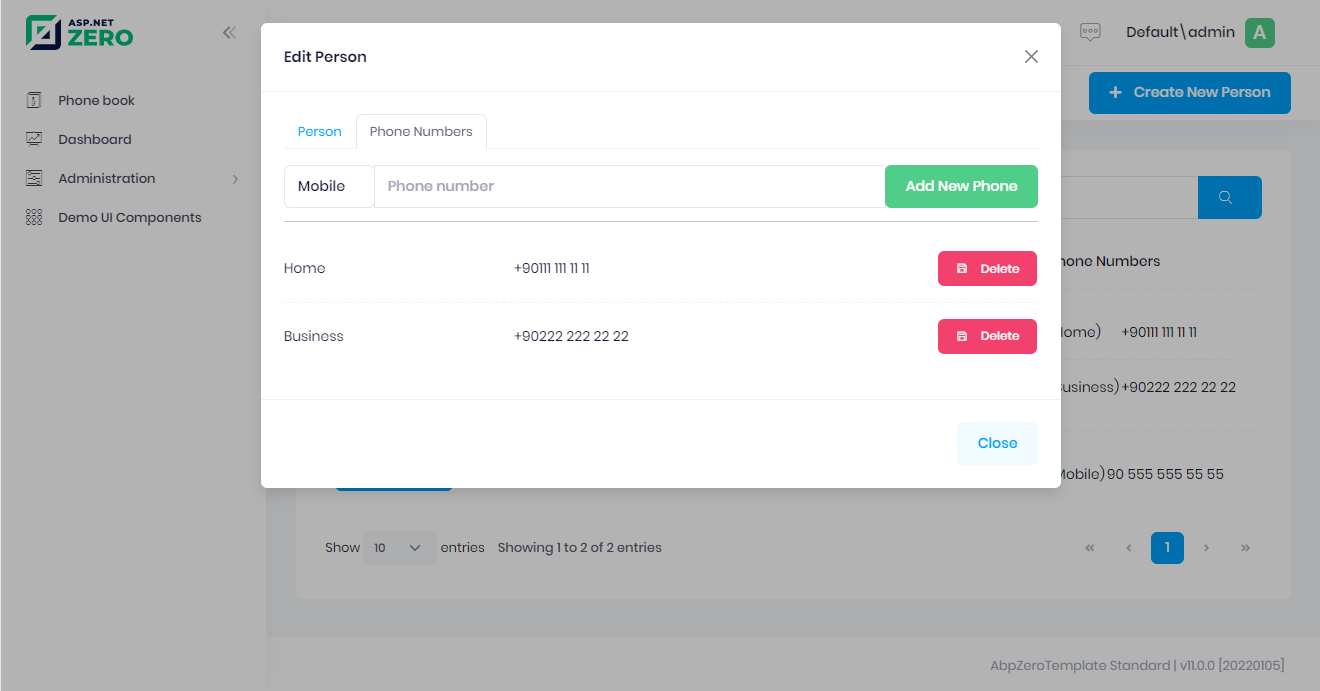 ASP.NET
ZERO
Default\admin
A
Edit Person
Phone book
Dashboard
Administration
Demo UI Components
Create New Person
Person
Phone Numbers
Mobile
Phone number
Add New Phone
Home
+90111 111 11 11
Delete
Business
+90222 222 22 22
Delete
Close
hone Numbers
ome) +90111 111 11 11
usiness) +90222 222 22 22
obile) 90 555 555 55 55
Show 10 entries Showing 1 to 2 of 2 entries
« ‹ 1 › »
AbpZeroTemplate Standard | v11.0.0 [20220105]